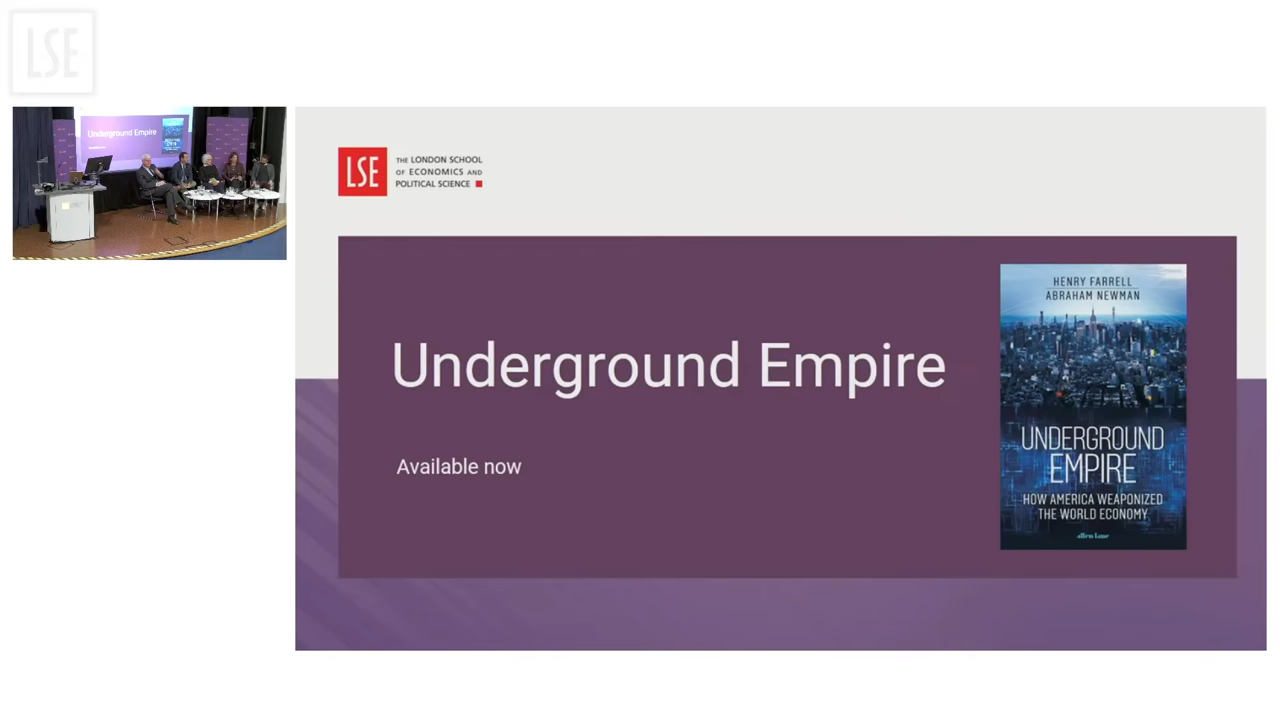 LSE
Underground Empire
LSE
THE LONDON SCHOOL
OF ECONOMICS AND
POLITICAL SCIENCE
Underground Empire
Available now
HENRY FARRELL
ABRAHAM NEWMAN
UNDERGROUND
EMPIRE
HOW AMERICA WEAPONIZED
THE WORLD ECONOMY
allen lane